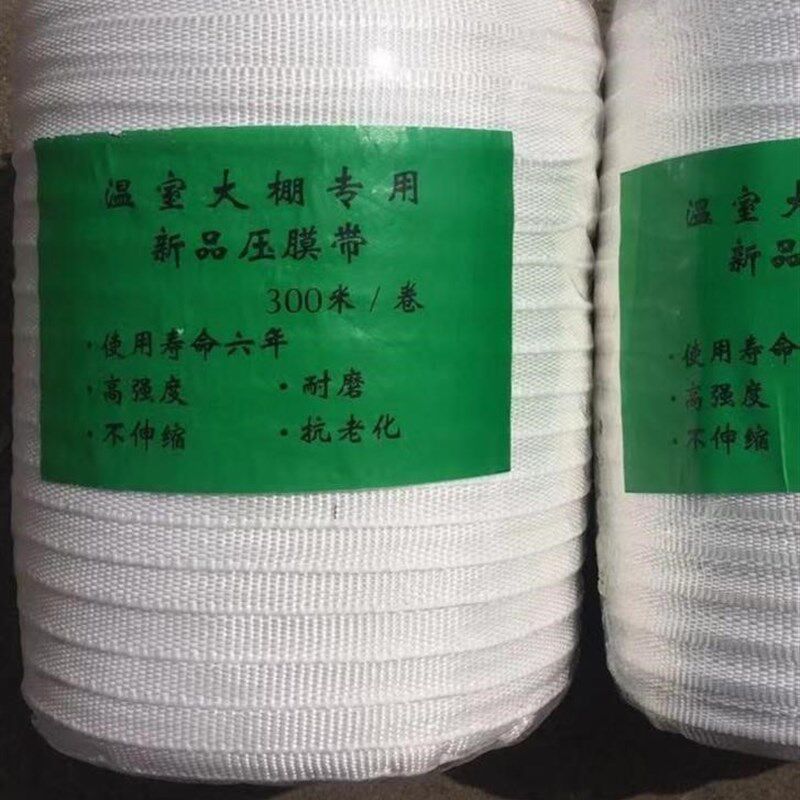 温室大棚专用
新品压膜带
300米/卷
·使用寿命六年
·高强度 ·耐磨
·不伸缩 ·抗老化
温室大
新品
·使用寿命
·高强度
·不伸缩